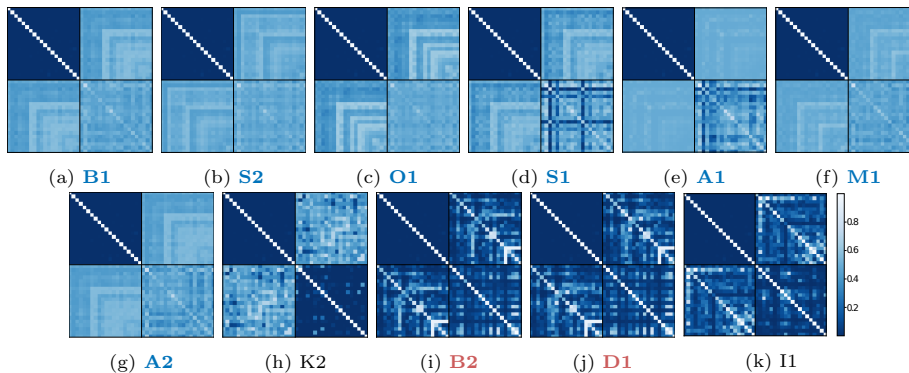 (a) B1 (b) S2 (c) O1 (d) S1 (e) A1 (f) M1
0.8
0.6
0.4
0.2
(g) A2 (h) K2 (i) B2 (j) D1 (k) I1